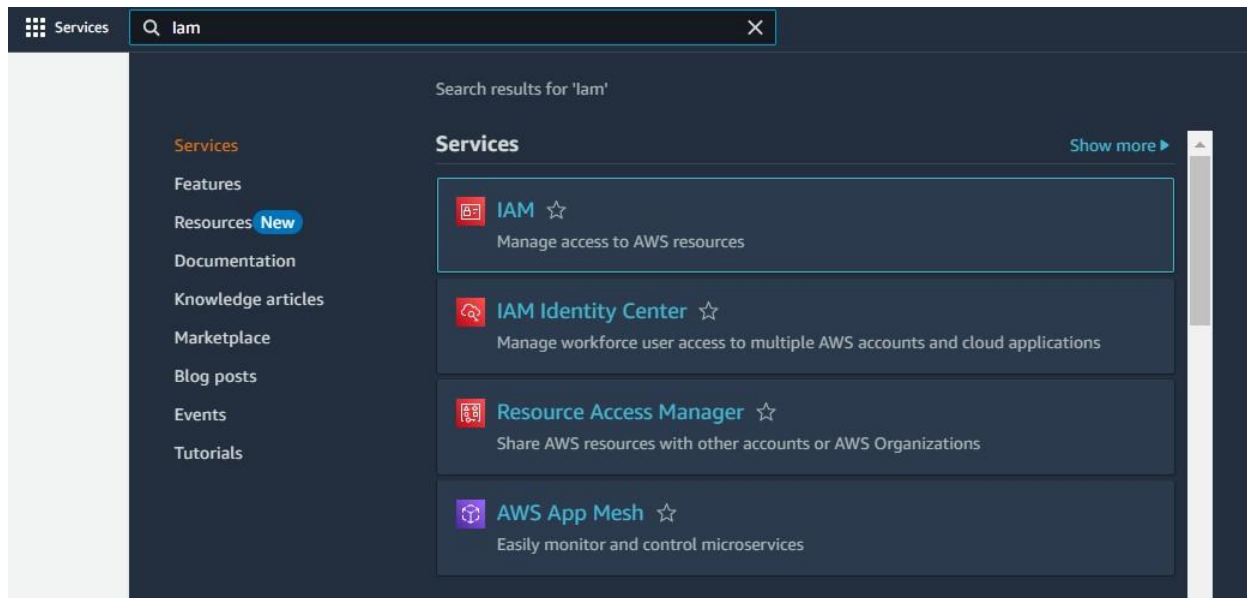 Services
Iam
Search results for 'Iam'
Services
Features
Resources New
Documentation
Knowledge articles
Marketplace
Blog posts
Events
Tutorials
Services
Show more
IAM
Manage access to AWS resources
IAM Identity Center
Manage workforce user access to multiple AWS accounts and cloud applications
Resource Access Manager
Share AWS resources with other accounts or AWS Organizations
AWS App Mesh
Easily monitor and control microservices